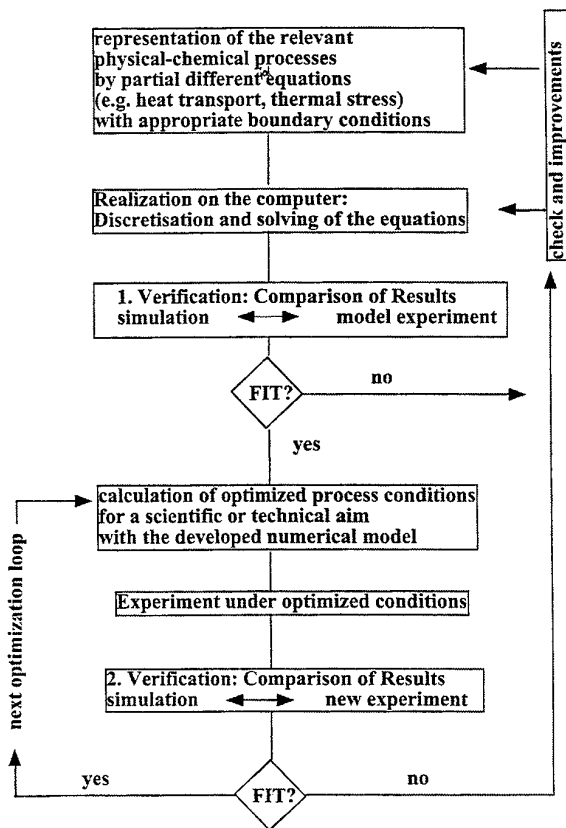 representation of the relevant
physical-chemical processes
by partial different equations
(e.g. heat transport, thermal stress)
with appropriate boundary conditions
check and improvements
Realization on the computer:
Discretisation and solving of the equations
1. Verification: Comparison of Results
simulation model experiment
FIT?
no
yes
calculation of optimized process conditions
for a scientific or technical aim
with the developed numerical model
next optimization loop
Experiment under optimized conditions
2. Verification: Comparison of Results
simulation new experiment
yes
FIT?
no